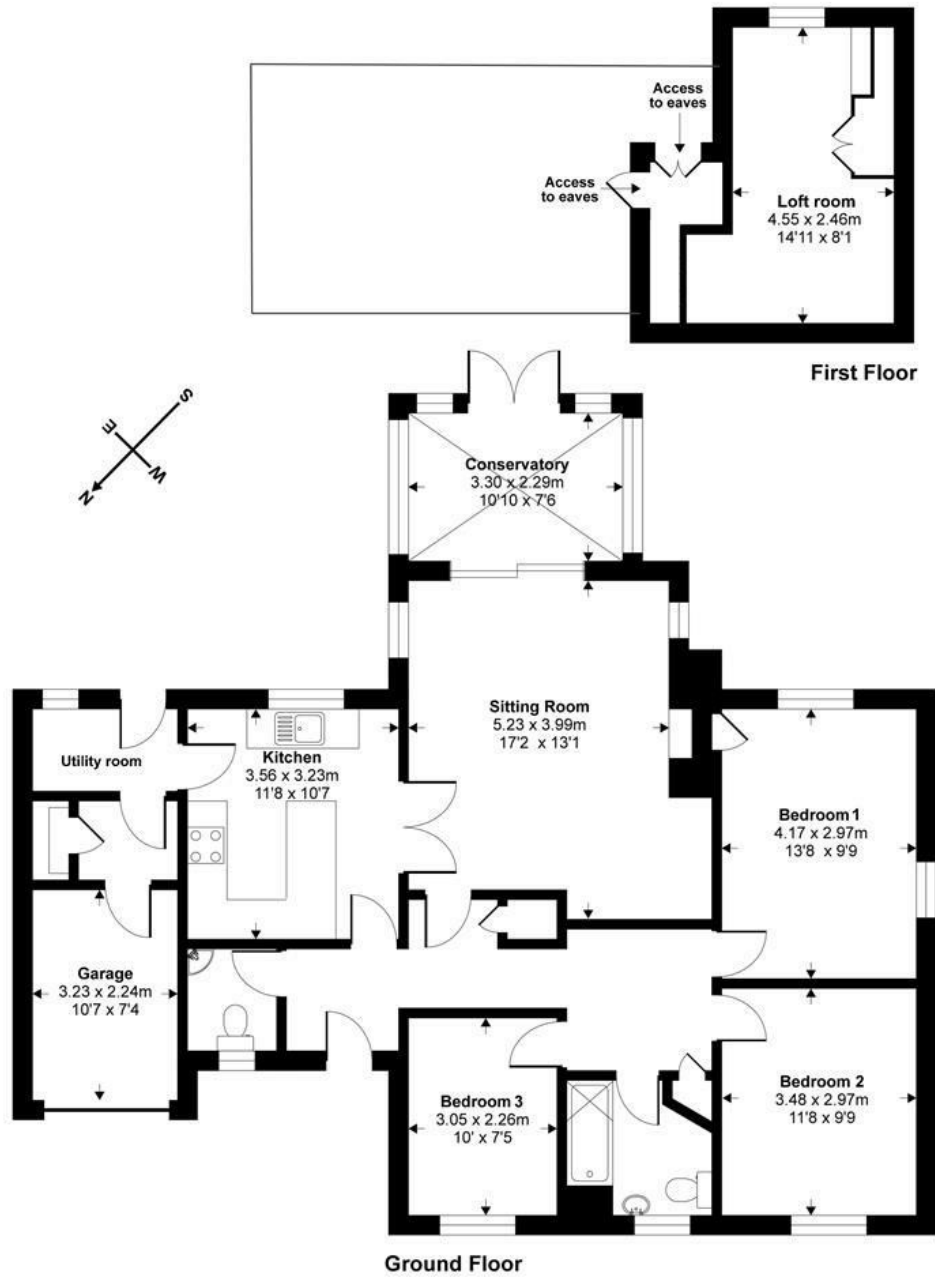 Access
to eaves
Access
to eaves
Loft room
4.55 x 2.46m
14'11 x 8'1
First Floor
S
E
W
N
Conservatory
3.30 x 2.29m
10'10 x 7'6
Sitting Room
5.23 x 3.99m
17'2 x 13'1
Utility room
Kitchen
3.56 x 3.23m
11'8 x 10'7
Bedroom 1
4.17 x 2.97m
13'8 x 9'9
Garage
3.23 x 2.24m
10'7 x 7'4
Bedroom 3
3.05 x 2.26m
10' x 7'5
Bedroom 2
3.48 x 2.97m
11'8 x 9'9
Ground Floor